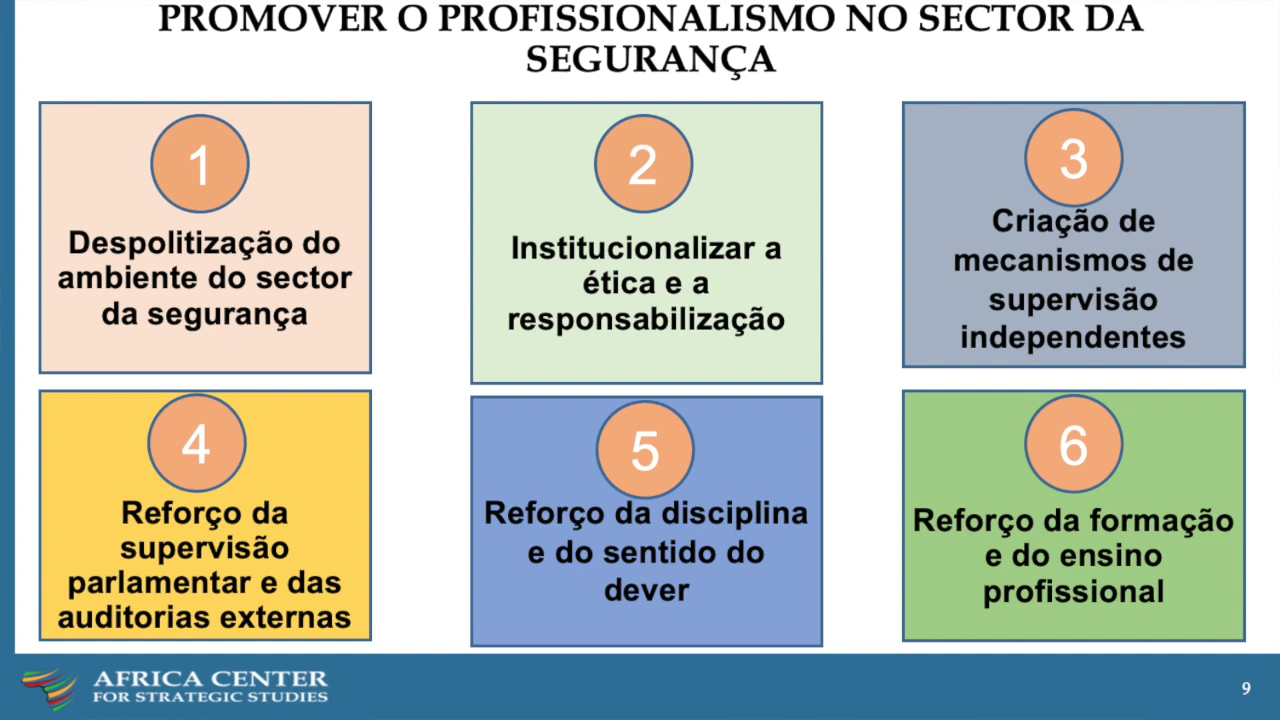 PROMOVER O PROFISSIONALISMO NO SECTOR DA
SEGURANÇA
1
Despolitização do
ambiente do sector
da segurança
2
Institucionalizar a
ética e a
responsabilização
3
Criação de
mecanismos de
supervisão
independentes
4
Reforço da
supervisão
parlamentar e das
auditorias externas
5
Reforço da disciplina
e do sentido do
dever
6
Reforço da formação
e do ensino
profissional
AFRICA CENTER
FOR STRATEGIC STUDIES
9